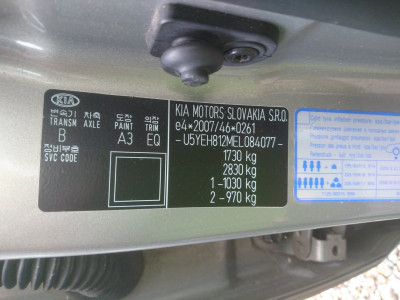 KIA
변속기 차축 도장 외장
TRANSM AXLE PAINT TRIM
B A3 EQ
장비부호
SVC CODE
KIA MOTORS SLOVAKIA S.R.O.
e4*2007/46*0261
-U5YEH812MEL084077-
1730 kg
2830 kg
1-1030 kg
2-970 kg